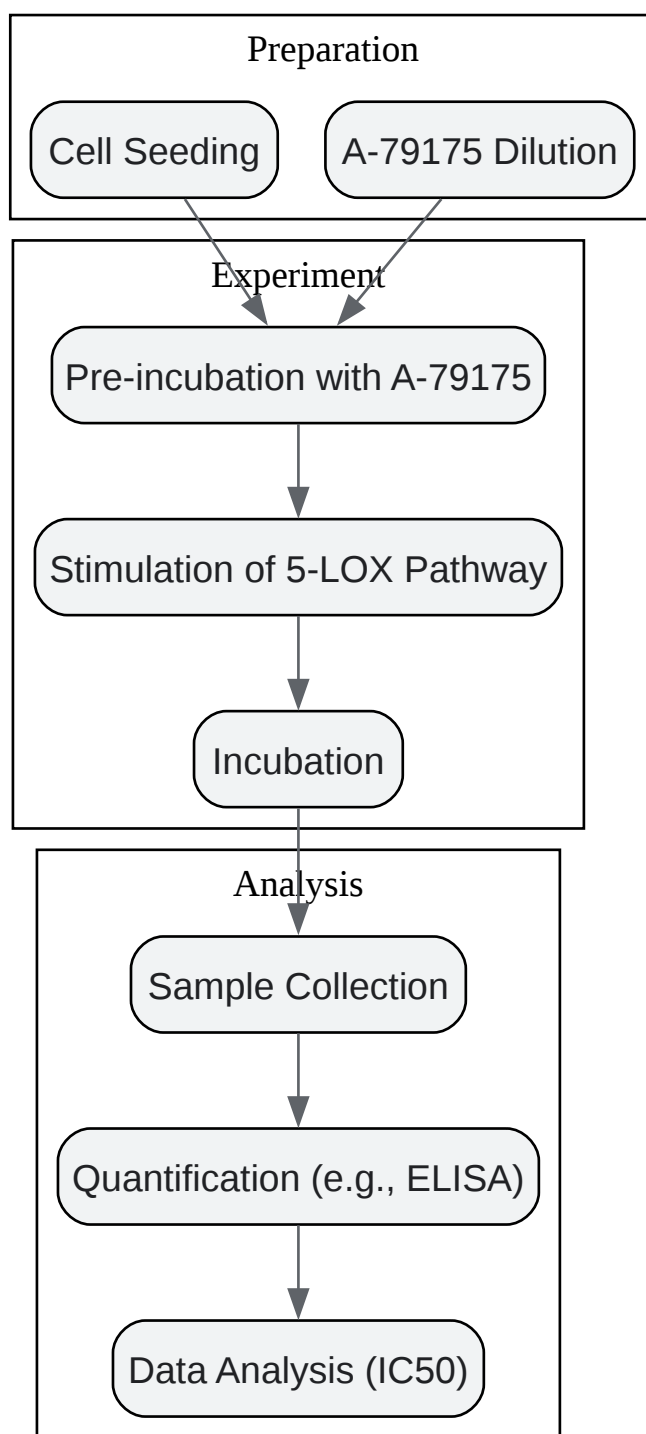 Preparation
Cell Seeding
A-79175 Dilution
Experiment
Pre-incubation with A-79175
Stimulation of 5-LOX Pathway
Incubation
Analysis
Sample Collection
Quantification (e.g., ELISA)
Data Analysis (IC50)